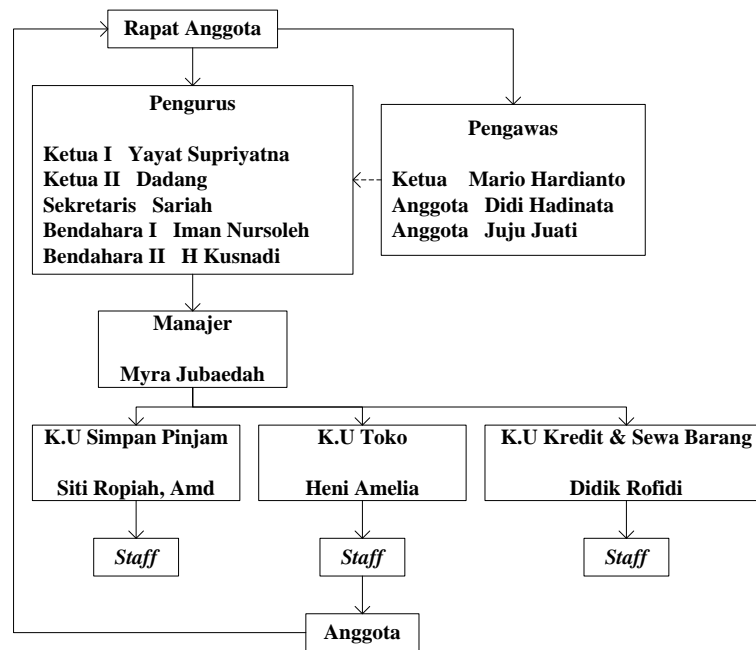 Rapat Anggota
Pengurus
Ketua I Yayat Supriyatna
Ketua II Dadang
Sekretaris Sariah
Bendahara I Iman Nursoleh
Bendahara II H Kusnadi
Pengawas
Ketua Mario Hardianto
Anggota Didi Hadinata
Anggota Juju Juati
Manajer
Myra Jubaedah
K.U Simpan Pinjam
Siti Ropiah, Amd
K.U Toko
Heni Amelia
K.U Kredit & Sewa Barang
Didik Rofidi
Staff
Staff
Staff
Anggota